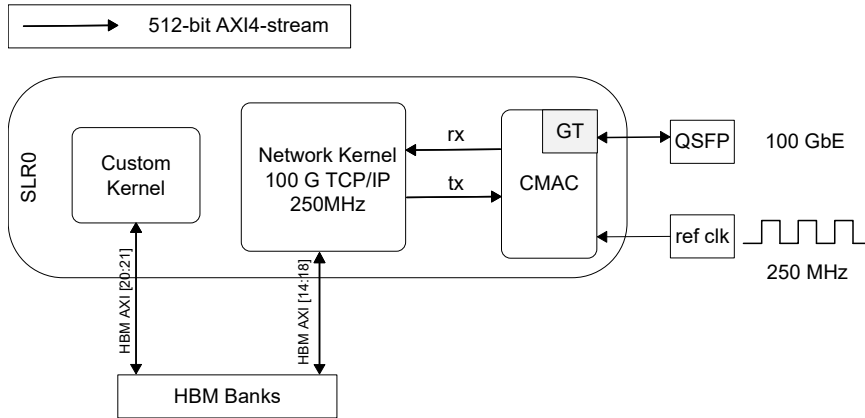 512-bit AXI4-stream
SLR0
Custom
Kernel
Network Kernel
100 G TCP/IP
250MHz
rx
tx
GT
CMAC
QSFP
100 GbE
ref clk
250 MHz
HBM AXI [20:21]
HBM AXI [14:18]
HBM Banks